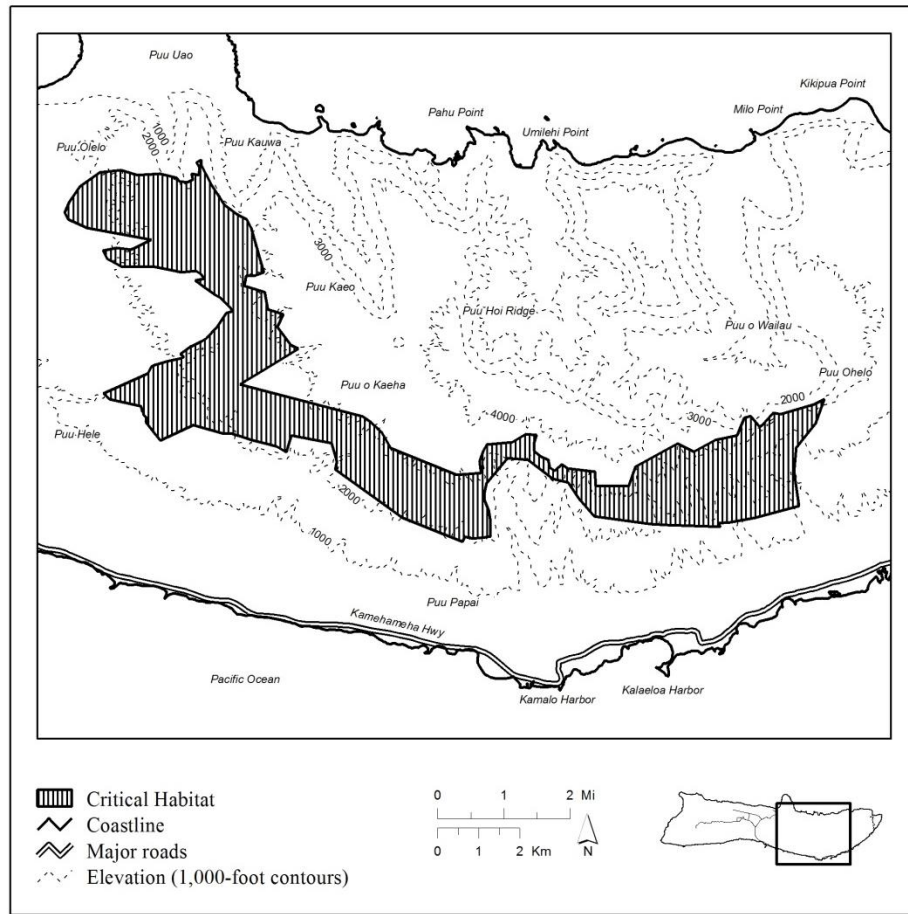 Puu Uao
Kikipua Point
Pahu Point
Milo Point
Umilehi Point
1000
Puu Olelo
2000
Puu Kauwa
3000
Puu Kaeo
Puu Hoi Ridge
Puu o Wailau
Puu o Kaeha
Puu Ohelo
2000
4000
3000
Puu Hele
2000
1000
Puu Papai
Kamehameha Hwy
Pacific Ocean
Kamalo Harbor
Kalaeloa Harbor
Critical Habitat
Coastline
Major roads
Elevation (1,000-foot contours)
0 1 2 Mi
0 1 2 Km
N